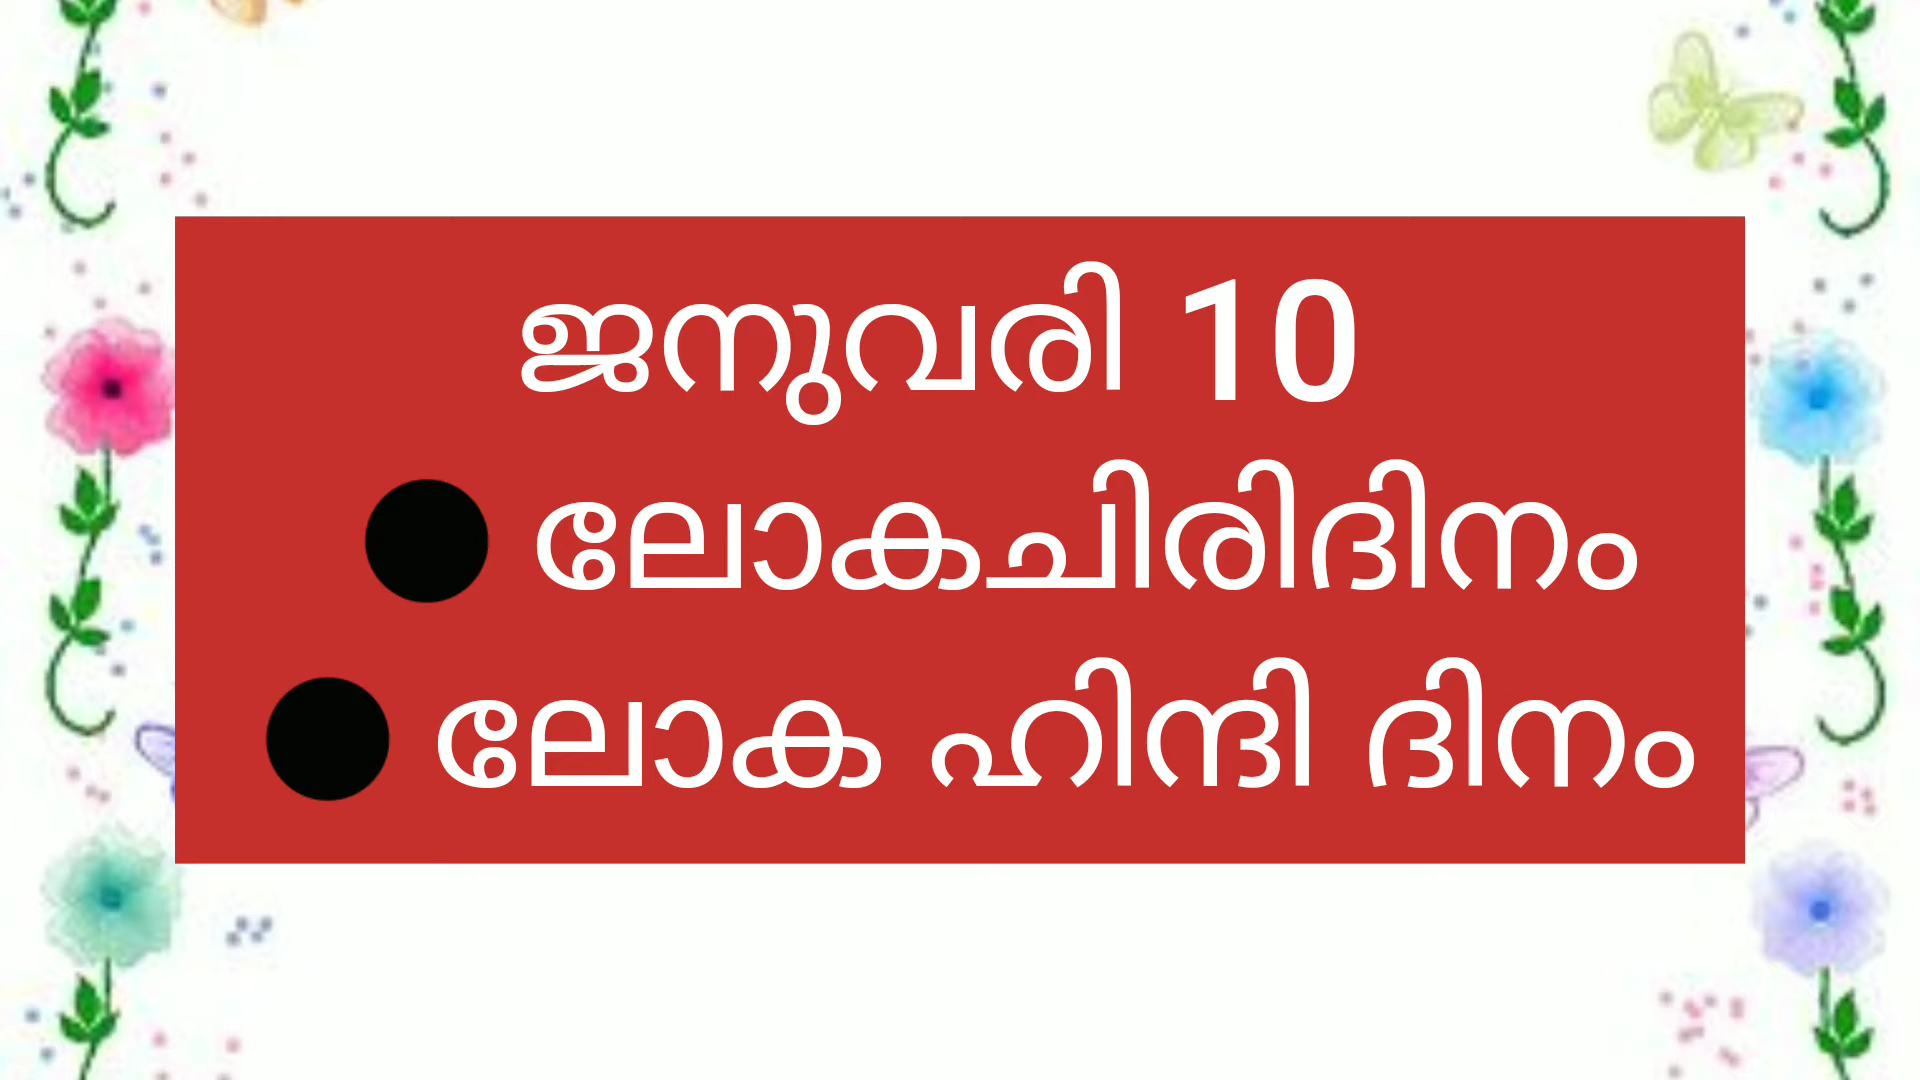 ജനുവരി 10
● ലോകചിരിദിനം
● ലോക ഹിന്ദി ദിനം